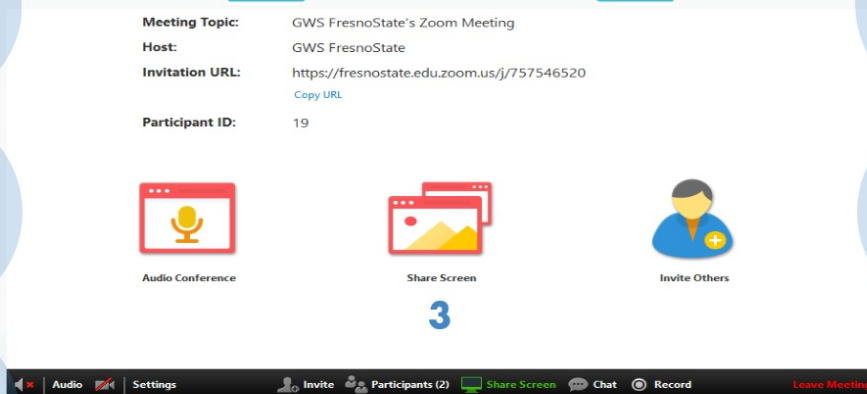 Meeting Topic: GWS FresnoState's Zoom Meeting
Host: GWS FresnoState
Invitation URL: https://fresnostate.edu.zoom.us/j/757546520
Copy URL
Participant ID: 19
Audio Conference Share Screen Invite Others
3
Audio Settings Invite Participants (2) Share Screen Chat Record Leave Meeting